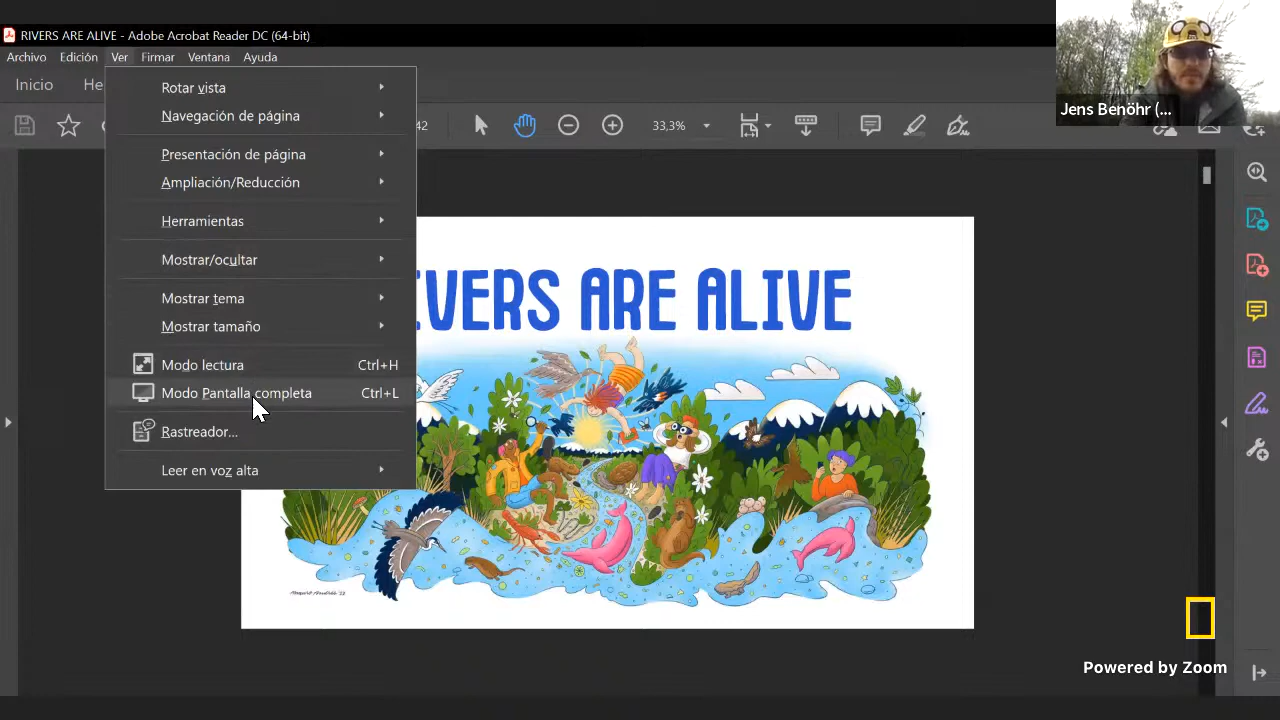 RIVERS ARE ALIVE - Adobe Acrobat Reader DC (64-bit)
Archivo Edición Ver Firmar Ventana Ayuda
Jens Benöhr (...
Inicio He
42 33,3%
Rotar vista
Navegación de página
Presentación de página
Ampliación/Reducción
Herramientas
Mostrar/ocultar
Mostrar tema
Mostrar tamaño
Modo lectura Ctrl+H
Modo Pantalla completa Ctrl+L
Rastreador...
Leer en voz alta
IVERS ARE ALIVE
Powered by Zoom